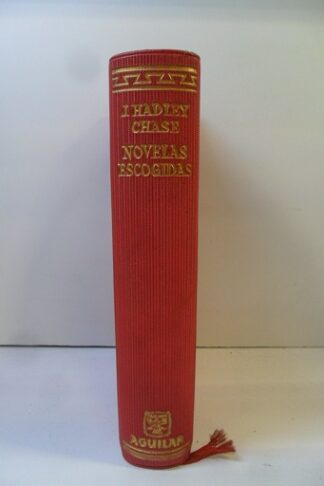 J. HADLEY
CHASE
NOVELAS
ESCOGIDAS
AGUILAR